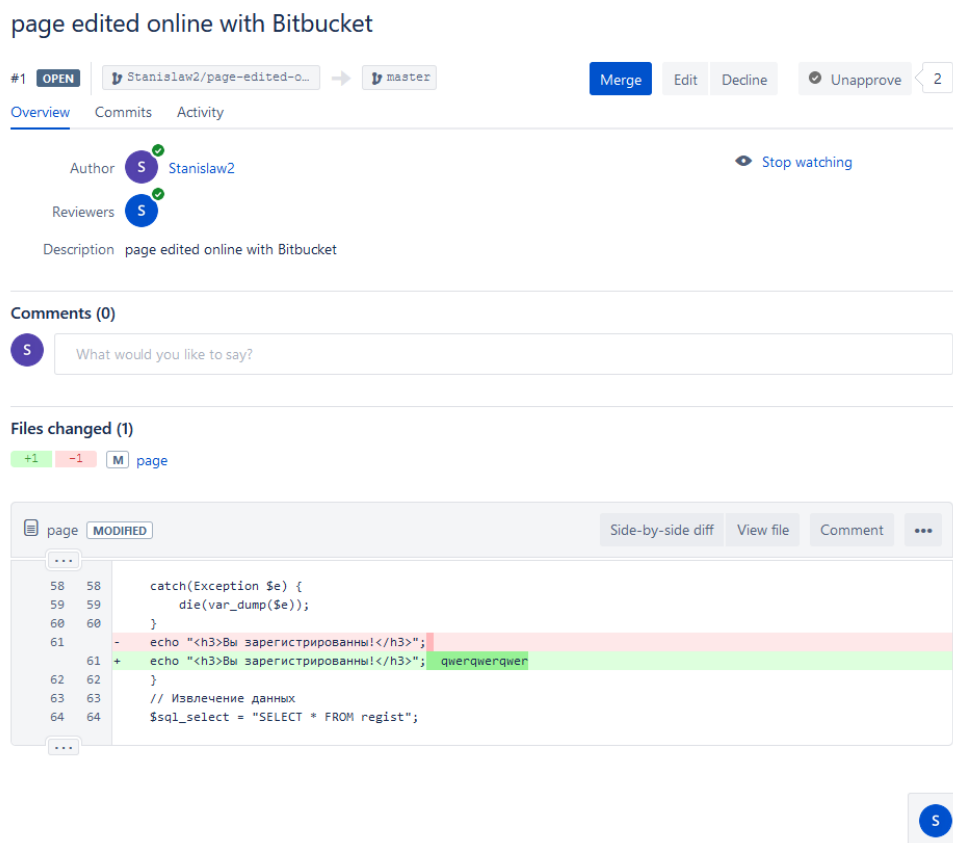 page edited online with Bitbucket
#1 OPEN Stanislaw2/page-edited-o… master Merge Edit Decline Unapprove 2
Overview Commits Activity
Author S Stanislaw2 Stop watching
Reviewers S
Description page edited online with Bitbucket
Comments (0)
S What would you like to say?
Files changed (1)
+1 −1 M page
page MODIFIED Side-by-side diff View file Comment •••
···
58 58 catch(Exception $e) {
59 59 die(var_dump($e));
60 60 }
61 - echo "<h3>Вы зарегистрированны!</h3>";
61 + echo "<h3>Вы зарегистрированны!</h3>"; qwerqwerqwer
62 62 }
63 63 // Извлечение данных
64 64 $sql_select = "SELECT * FROM regist";
···
S